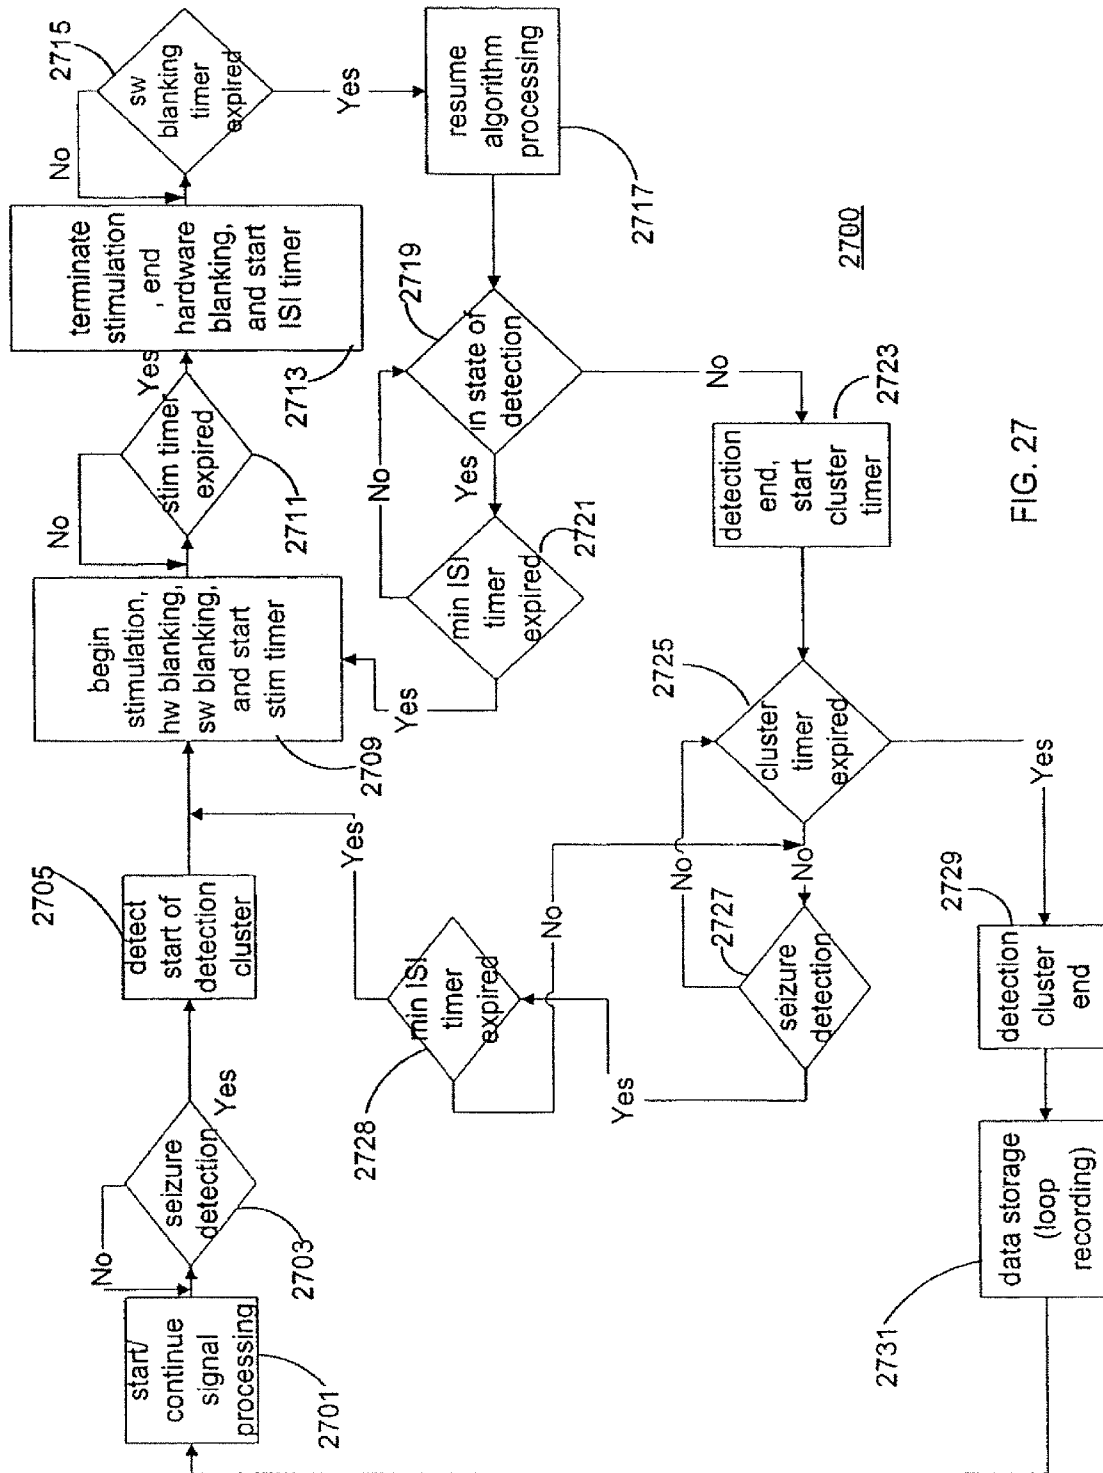 start/
continue
signal
processing
2701
No
seizure
detection
2703
Yes
detect
start of
detection
cluster
2705
begin
stimulation,
hw blanking,
sw blanking,
and start
stim timer
2709
No
stim timer
expired
2711
Yes
terminate
stimulation
, end
hardware
blanking,
and start
ISI timer
2713
No
sw
blanking
timer
expired
2715
Yes
resume
algorithm
processing
2717
in state of
detection
2719
Yes
No
min ISI
timer
expired
2721
No
Yes
detection
end,
start
cluster
timer
2723
cluster
timer
expired
2725
No
Yes
seizure
detection
2727
No
Yes
min ISI
timer
expired
2728
Yes
No
detection
cluster
end
2729
data storage
(loop
recording)
2731
2700
FIG. 27